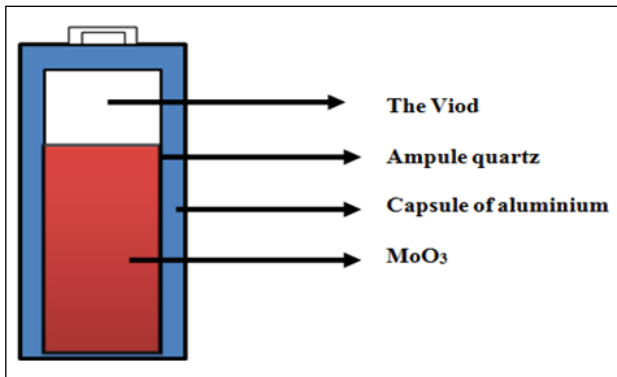 The Viod
Ampule quartz
Capsule of aluminium
MoO₃